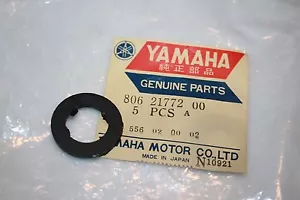 YAMAHA
純正部品
GENUINE PARTS
806 21772 00
5 PCS A
556 02 00 02
YAMAHA MOTOR CO., LTD
MADE IN JAPAN N10921